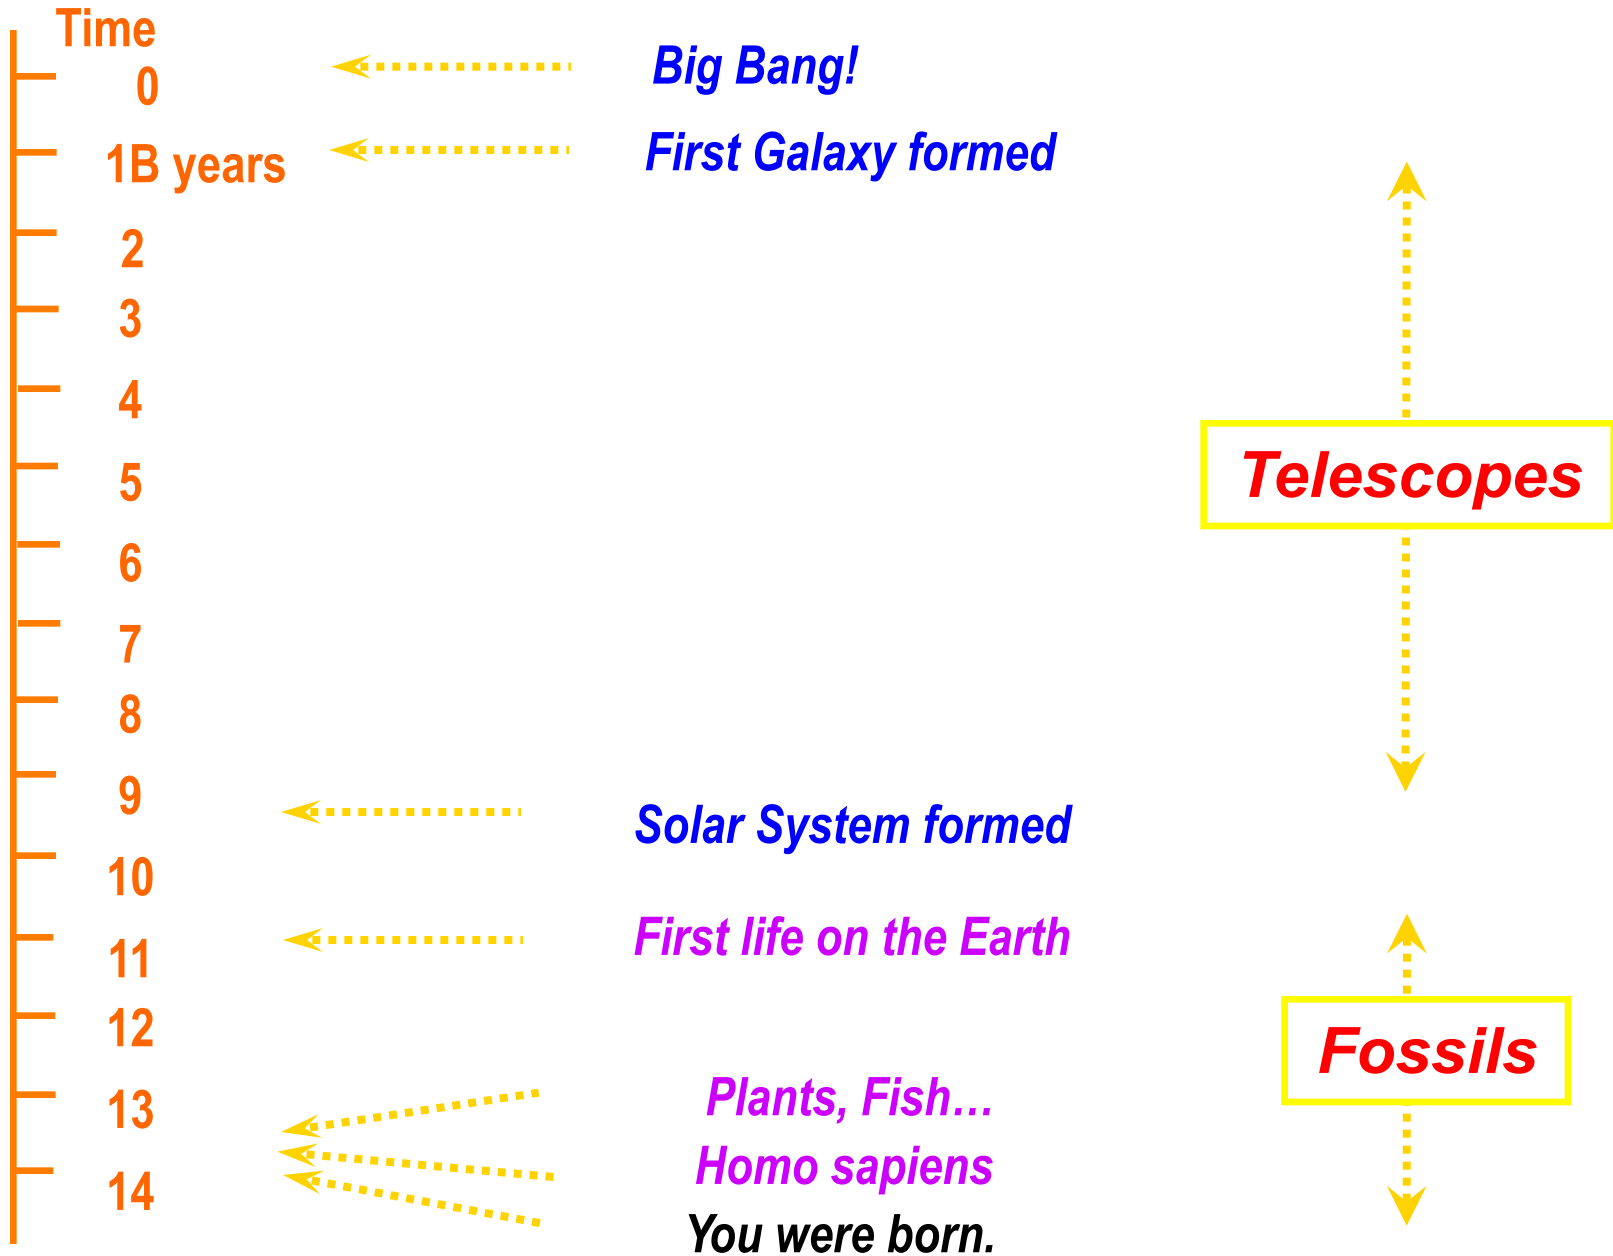 Time
0
Big Bang!
1B years
First Galaxy formed
2
3
4
5
Telescopes
6
7
8
9
Solar System formed
10
11
First life on the Earth
12
Fossils
13
Plants, Fish…
Homo sapiens
14
You were born.